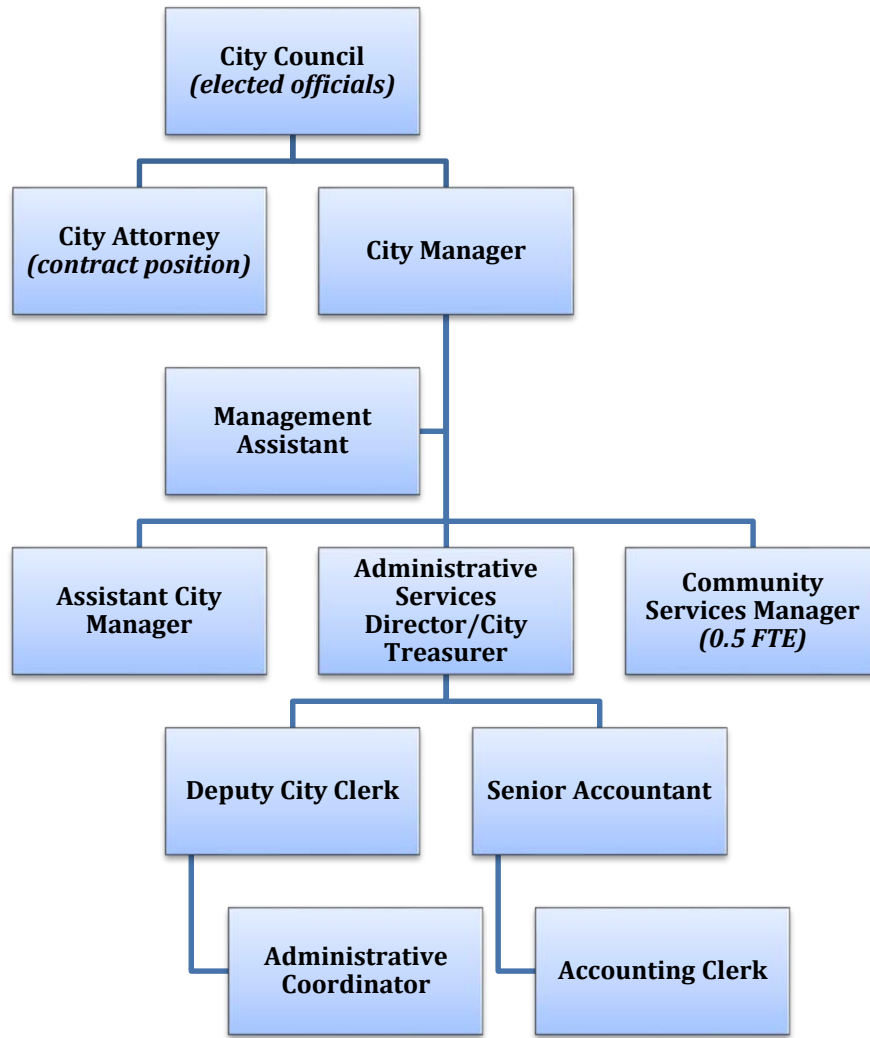 City Council
(elected officials)
City Attorney
(contract position)
City Manager
Management
Assistant
Assistant City
Manager
Administrative
Services
Director/City
Treasurer
Community
Services Manager
(0.5 FTE)
Deputy City Clerk
Senior Accountant
Administrative
Coordinator
Accounting Clerk